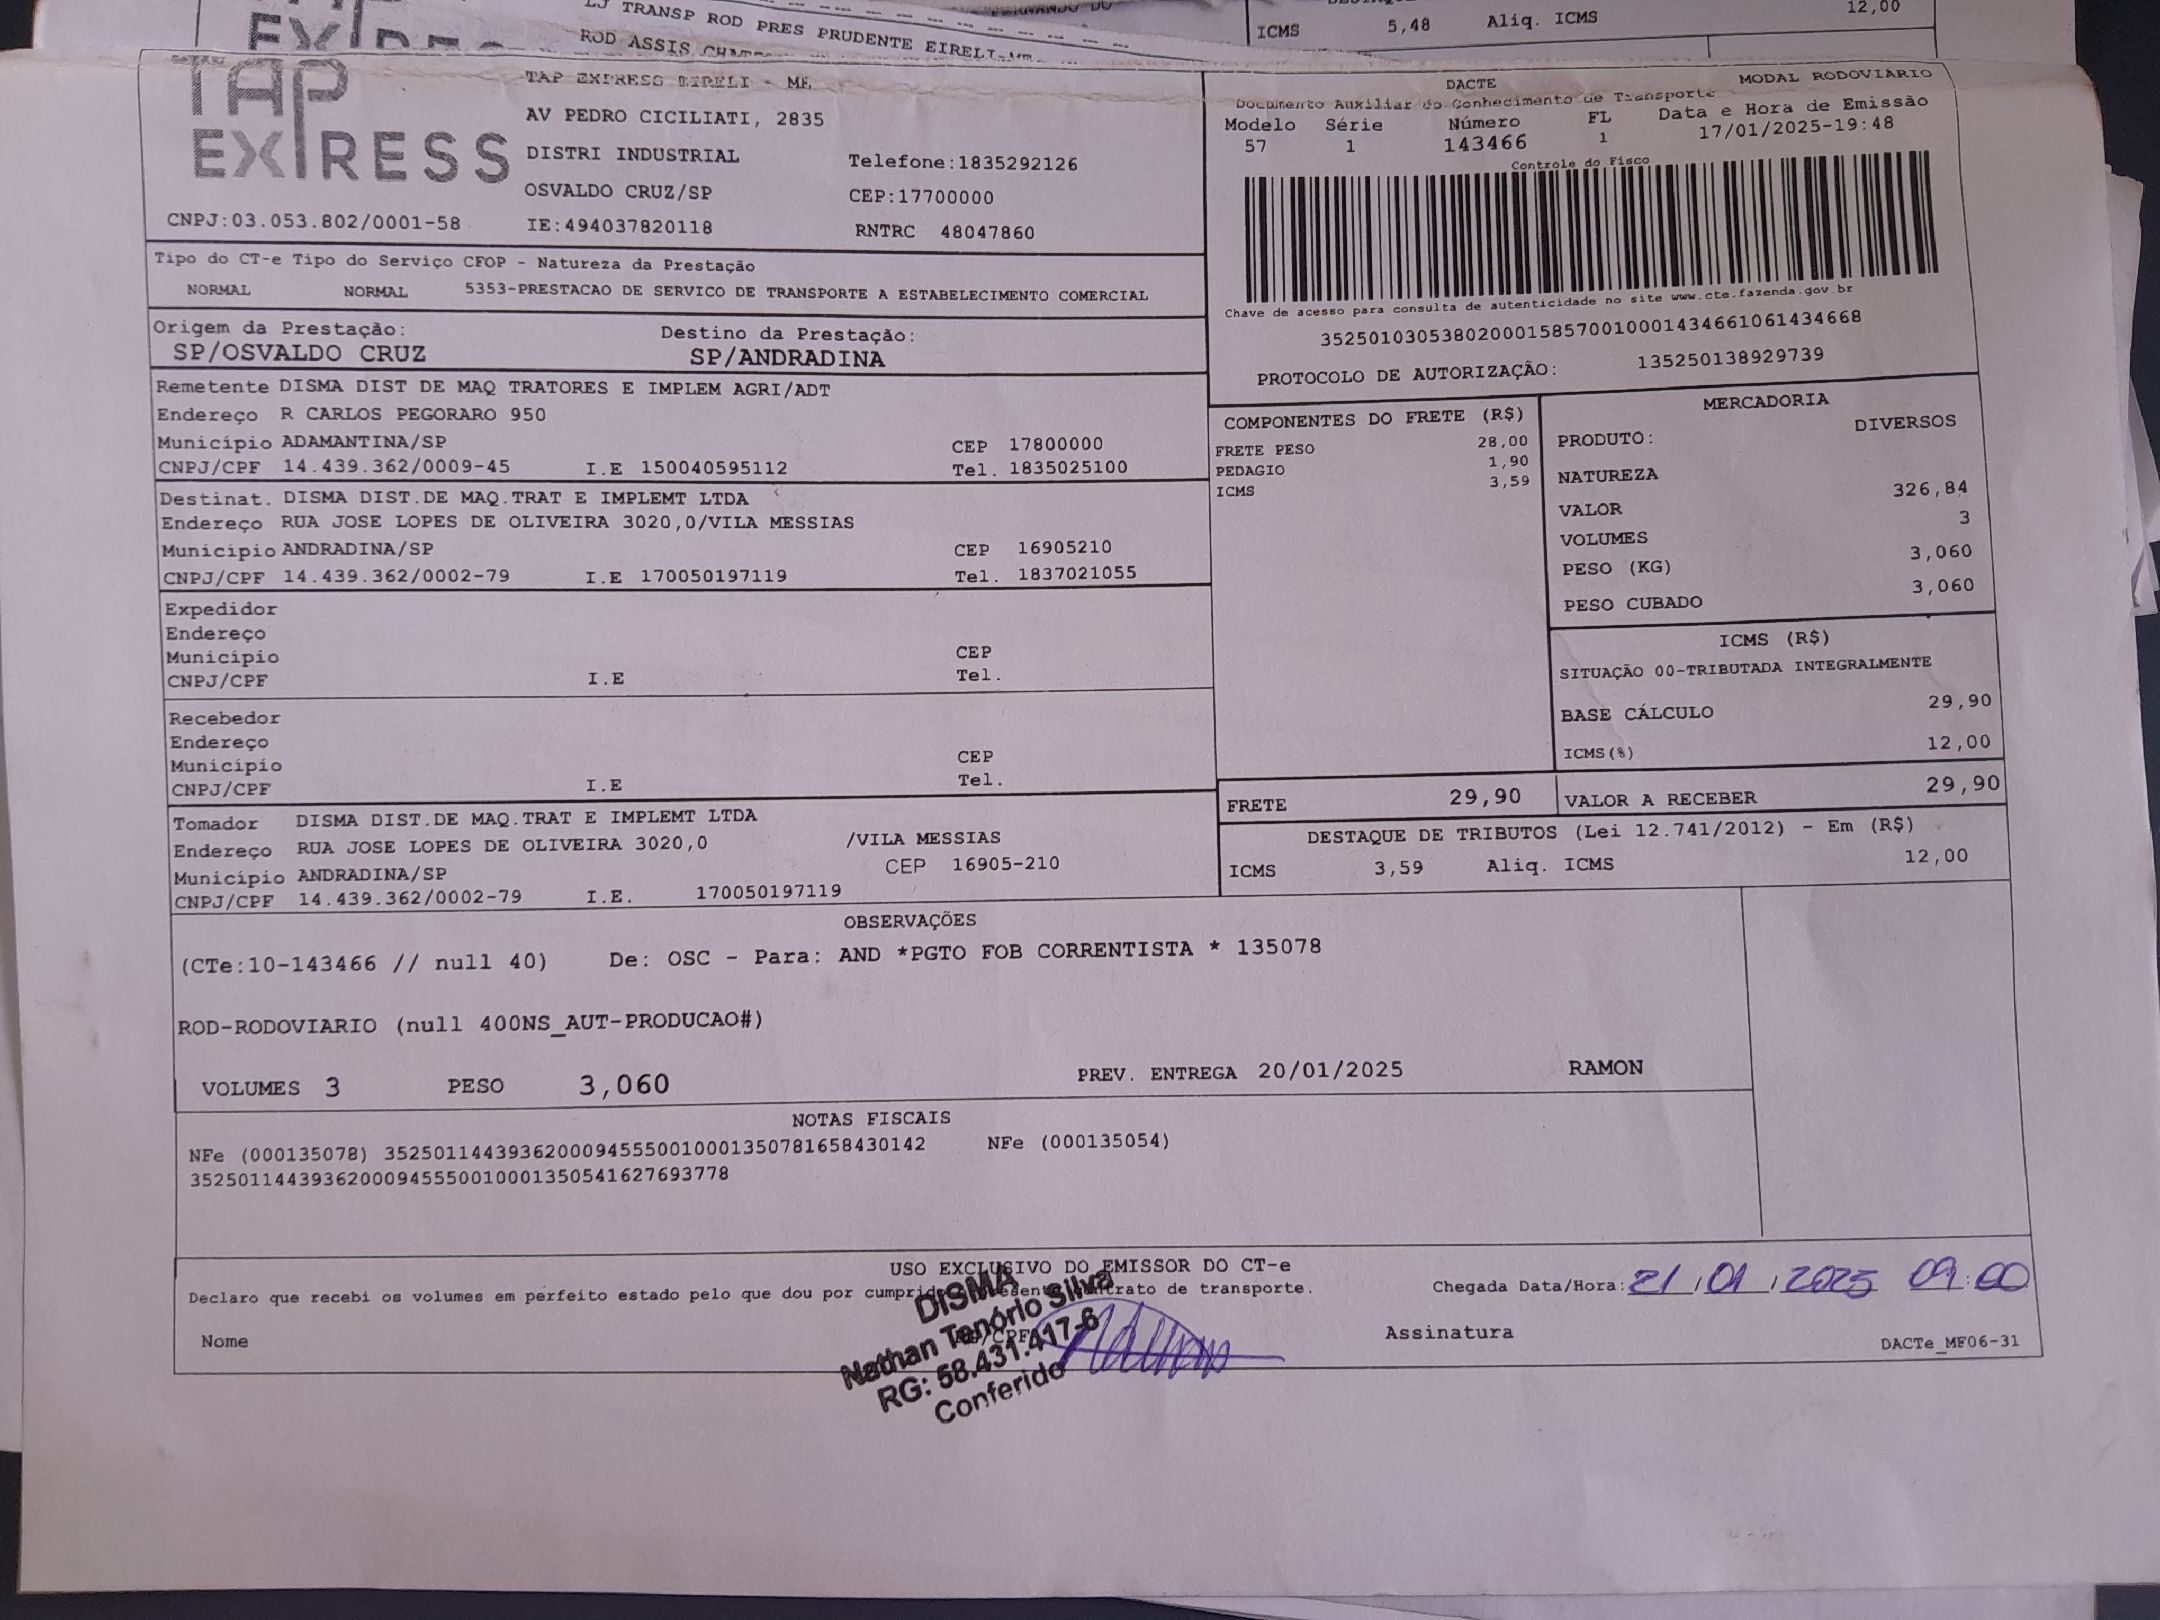 LJ TRANSP ROD PRES PRUDENTE EIRELI-ME
ROD ASSIS
ICMS 5,48 Aliq. ICMS 12,00
TAP EXPRESS
TAP EXPRESS EIRELI - ME
AV PEDRO CICILIATI, 2835
DISTRI INDUSTRIAL Telefone:1835292126
OSVALDO CRUZ/SP CEP:17700000
CNPJ:03.053.802/0001-58 IE:494037820118 RNTRC 48047860
DACTE MODAL RODOVIARIO
Documento Auxiliar do Conhecimento de Transporte
Modelo Série Número FL Data e Hora de Emissão
57 1 143466 1 17/01/2025-19:48
Controle do Fisco
Chave de acesso para consulta de autenticidade no site www.cte.fazenda.gov.br
35250103053802000158570010001434661061434668
PROTOCOLO DE AUTORIZAÇÃO: 135250138929739
Tipo do CT-e Tipo do Serviço CFOP - Natureza da Prestação
NORMAL NORMAL 5353-PRESTACAO DE SERVICO DE TRANSPORTE A ESTABELECIMENTO COMERCIAL
Origem da Prestação: Destino da Prestação:
SP/OSVALDO CRUZ SP/ANDRADINA
Remetente DISMA DIST DE MAQ TRATORES E IMPLEM AGRI/ADT
Endereço R CARLOS PEGORARO 950
Município ADAMANTINA/SP CEP 17800000
CNPJ/CPF 14.439.362/0009-45 I.E 150040595112 Tel. 1835025100
Destinat. DISMA DIST.DE MAQ.TRAT E IMPLEMT LTDA
Endereço RUA JOSE LOPES DE OLIVEIRA 3020,0/VILA MESSIAS
Município ANDRADINA/SP CEP 16905210
CNPJ/CPF 14.439.362/0002-79 I.E 170050197119 Tel. 1837021055
Expedidor
Endereço
Município CEP
CNPJ/CPF I.E Tel.
Recebedor
Endereço
Município CEP
CNPJ/CPF I.E Tel.
Tomador DISMA DIST.DE MAQ.TRAT E IMPLEMT LTDA
Endereço RUA JOSE LOPES DE OLIVEIRA 3020,0 /VILA MESSIAS
Município ANDRADINA/SP CEP 16905-210
CNPJ/CPF 14.439.362/0002-79 I.E. 170050197119
COMPONENTES DO FRETE (R$)
FRETE PESO 28,00
PEDAGIO 1,90
ICMS 3,59
MERCADORIA
PRODUTO: DIVERSOS
NATUREZA
VALOR 326,84
VOLUMES 3
PESO (KG) 3,060
PESO CUBADO 3,060
ICMS (R$)
SITUAÇÃO 00-TRIBUTADA INTEGRALMENTE
BASE CÁLCULO 29,90
ICMS(%) 12,00
FRETE 29,90 VALOR A RECEBER 29,90
DESTAQUE DE TRIBUTOS (Lei 12.741/2012) - Em (R$)
ICMS 3,59 Aliq. ICMS 12,00
OBSERVAÇÕES
(CTe:10-143466 // null 40) De: OSC - Para: AND *PGTO FOB CORRENTISTA * 135078
ROD-RODOVIARIO (null 400NS_AUT-PRODUCAO#)
VOLUMES 3 PESO 3,060 PREV. ENTREGA 20/01/2025 RAMON
NOTAS FISCAIS
NFe (000135078) 35250114439362000945550010001350781658430142 NFe (000135054)
35250114439362000945550010001350541627693778
USO EXCLUSIVO DO EMISSOR DO CT-e
Declaro que recebi os volumes em perfeito estado pelo que dou por cumprido o presente contrato de transporte.
Chegada Data/Hora: 21/01/2025 09:00
Nome RG/CPF Assinatura DACTe_MF06-31
DISMA
Nathan Tenório Silva
RG: 58.431.417-6
Conferido